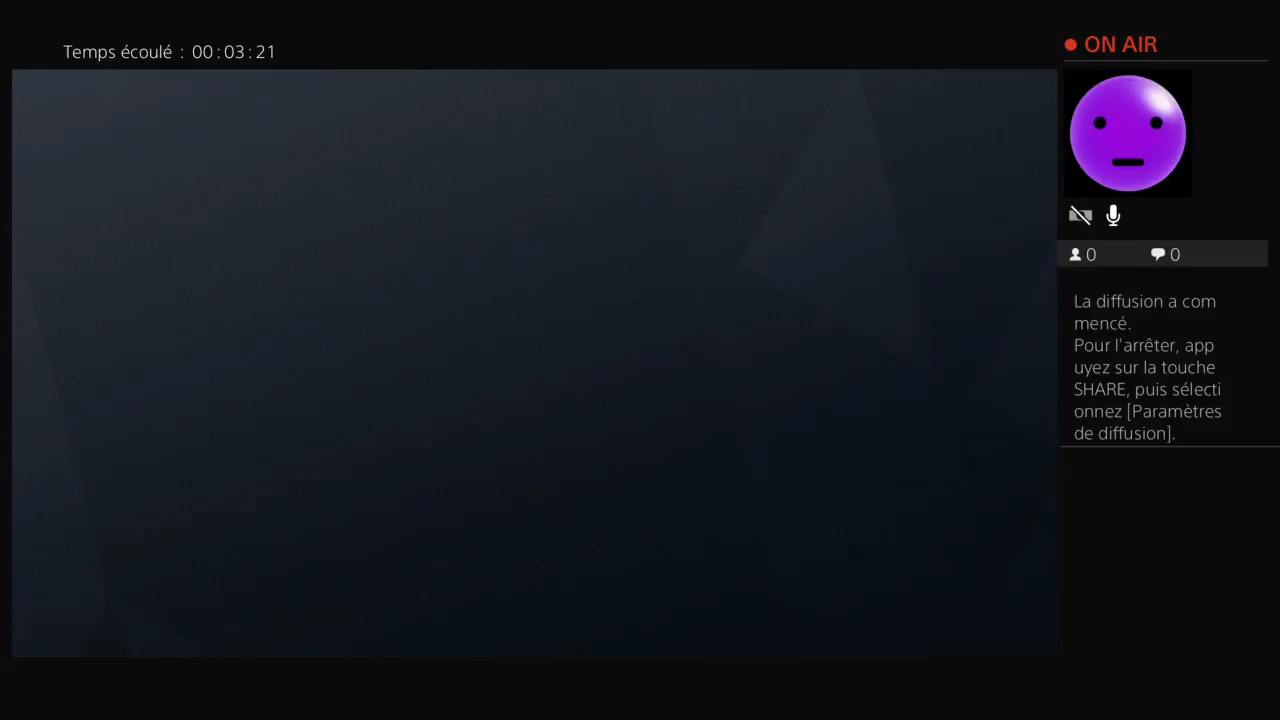 Temps écoulé : 00:03:21
ON AIR
0 0
La diffusion a com
mencé.
Pour l'arrêter, app
uyez sur la touche
SHARE, puis sélecti
onnez [Paramètres
de diffusion].